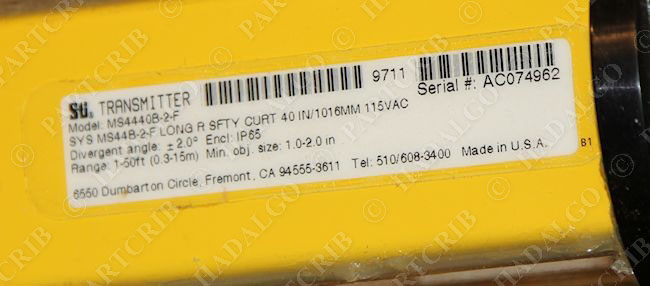 STI. TRANSMITTER 9711
Model: MS4440B-2-F Serial #: AC074962
SYS MS44B-2-F LONG R SFTY CURT 40 IN/1016MM 115VAC
Divergent angle: ±2.0° Encl: IP65
Range: 1-50ft (0.3-15m) Min. obj. size: 1.0-2.0 in
6550 Dumbarton Circle, Fremont, CA 94555-3611 Tel: 510/608-3400 Made in U.S.A.
B1
© PARTCRIB
© HADALGO